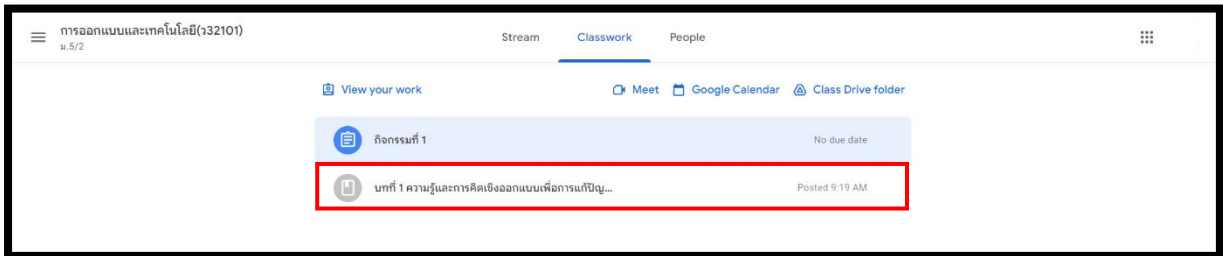 การออกแบบและเทคโนโลยี(ว32101)
ม.5/2
Stream Classwork People
View your work Meet Google Calendar Class Drive folder
กิจกรรมที่ 1 No due date
บทที่ 1 ความรู้และการคิดเชิงออกแบบเพื่อการแก้ปัญ... Posted 9:19 AM